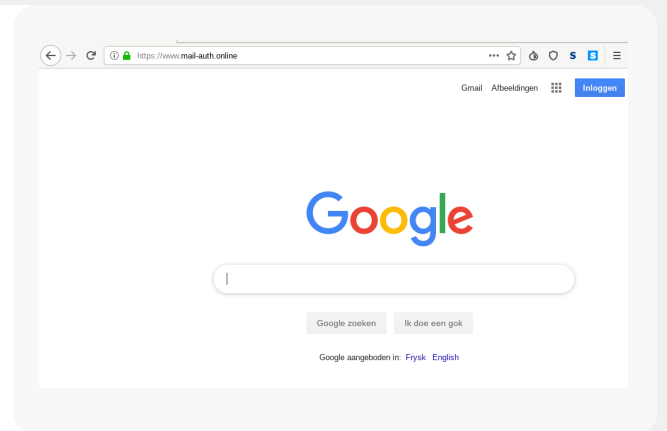 https://www.mail-auth.online
S S
Gmail Afbeeldingen Inloggen
Google
Google zoeken Ik doe een gok
Google aangeboden in: Frysk English